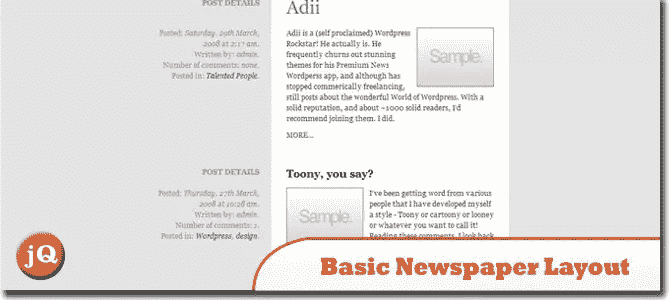 POST DETAILS
Posted: Saturday, 29th March,
2008 at 2:17 am.
Written by: admin.
Number of comments: none.
Posted in: Talented People.
Adii
Adii is a (self proclaimed) Wordpress
Rockstar! He actually is. He
frequently churns out stunning
themes for his Premium News
Wordperss app, and although has
stopped commerically freelancing,
still posts about the wonderful World of Wordpress. With a
solid reputation, and about ~1000 solid readers, I'd
recommend joining them. I did.
MORE...
Sample.
POST DETAILS
Posted: Thursday, 27th March,
2008 at 10:28 am.
Written by: admin.
Number of comments: 2.
Posted in: Wordpress, design.
Toony, you say?
Sample.
I've been getting word from various
people that I have developed myself
a style - Toony or cartoony or looney
or whatever you want to call it!
Reading these comments, I look back
jQ
Basic Newspaper Layout